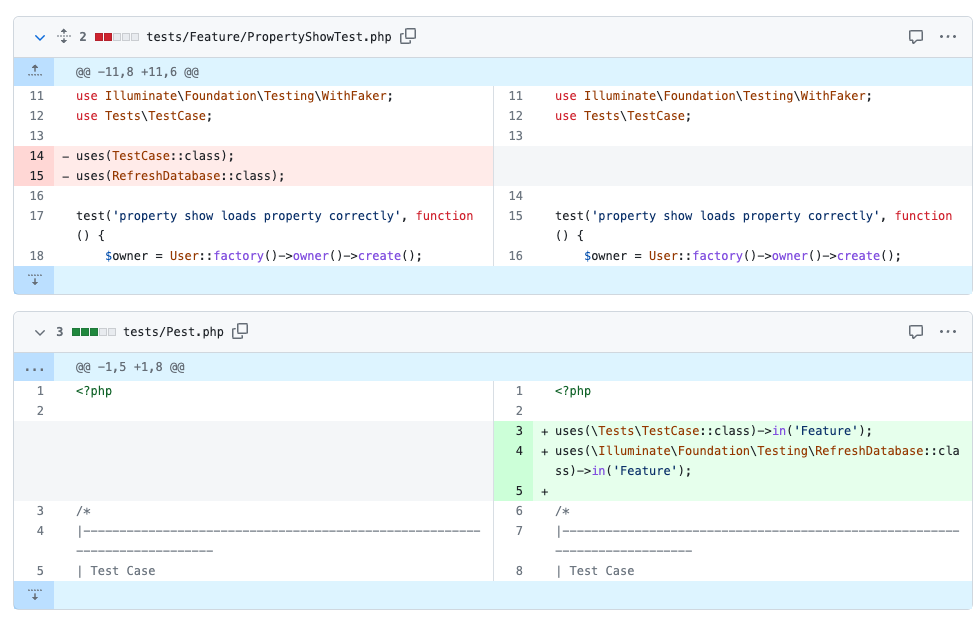 2 tests/Feature/PropertyShowTest.php
@@ -11,8 +11,6 @@
11 use Illuminate\Foundation\Testing\WithFaker; 11 use Illuminate\Foundation\Testing\WithFaker;
12 use Tests\TestCase; 12 use Tests\TestCase;
13 13
14 - uses(TestCase::class);
15 - uses(RefreshDatabase::class);
16 14
17 test('property show loads property correctly', function 15 test('property show loads property correctly', function
() { () {
18 $owner = User::factory()->owner()->create(); 16 $owner = User::factory()->owner()->create();
3 tests/Pest.php
... @@ -1,5 +1,8 @@
1 <?php 1 <?php
2 2
3 + uses(\Tests\TestCase::class)->in('Feature');
4 + uses(\Illuminate\Foundation\Testing\RefreshDatabase::cla
ss)->in('Feature');
5 +
3 /* 6 /*
4 |------------------------------------------------------- 7 |-------------------------------------------------------
------------------- -------------------
5 | Test Case 8 | Test Case